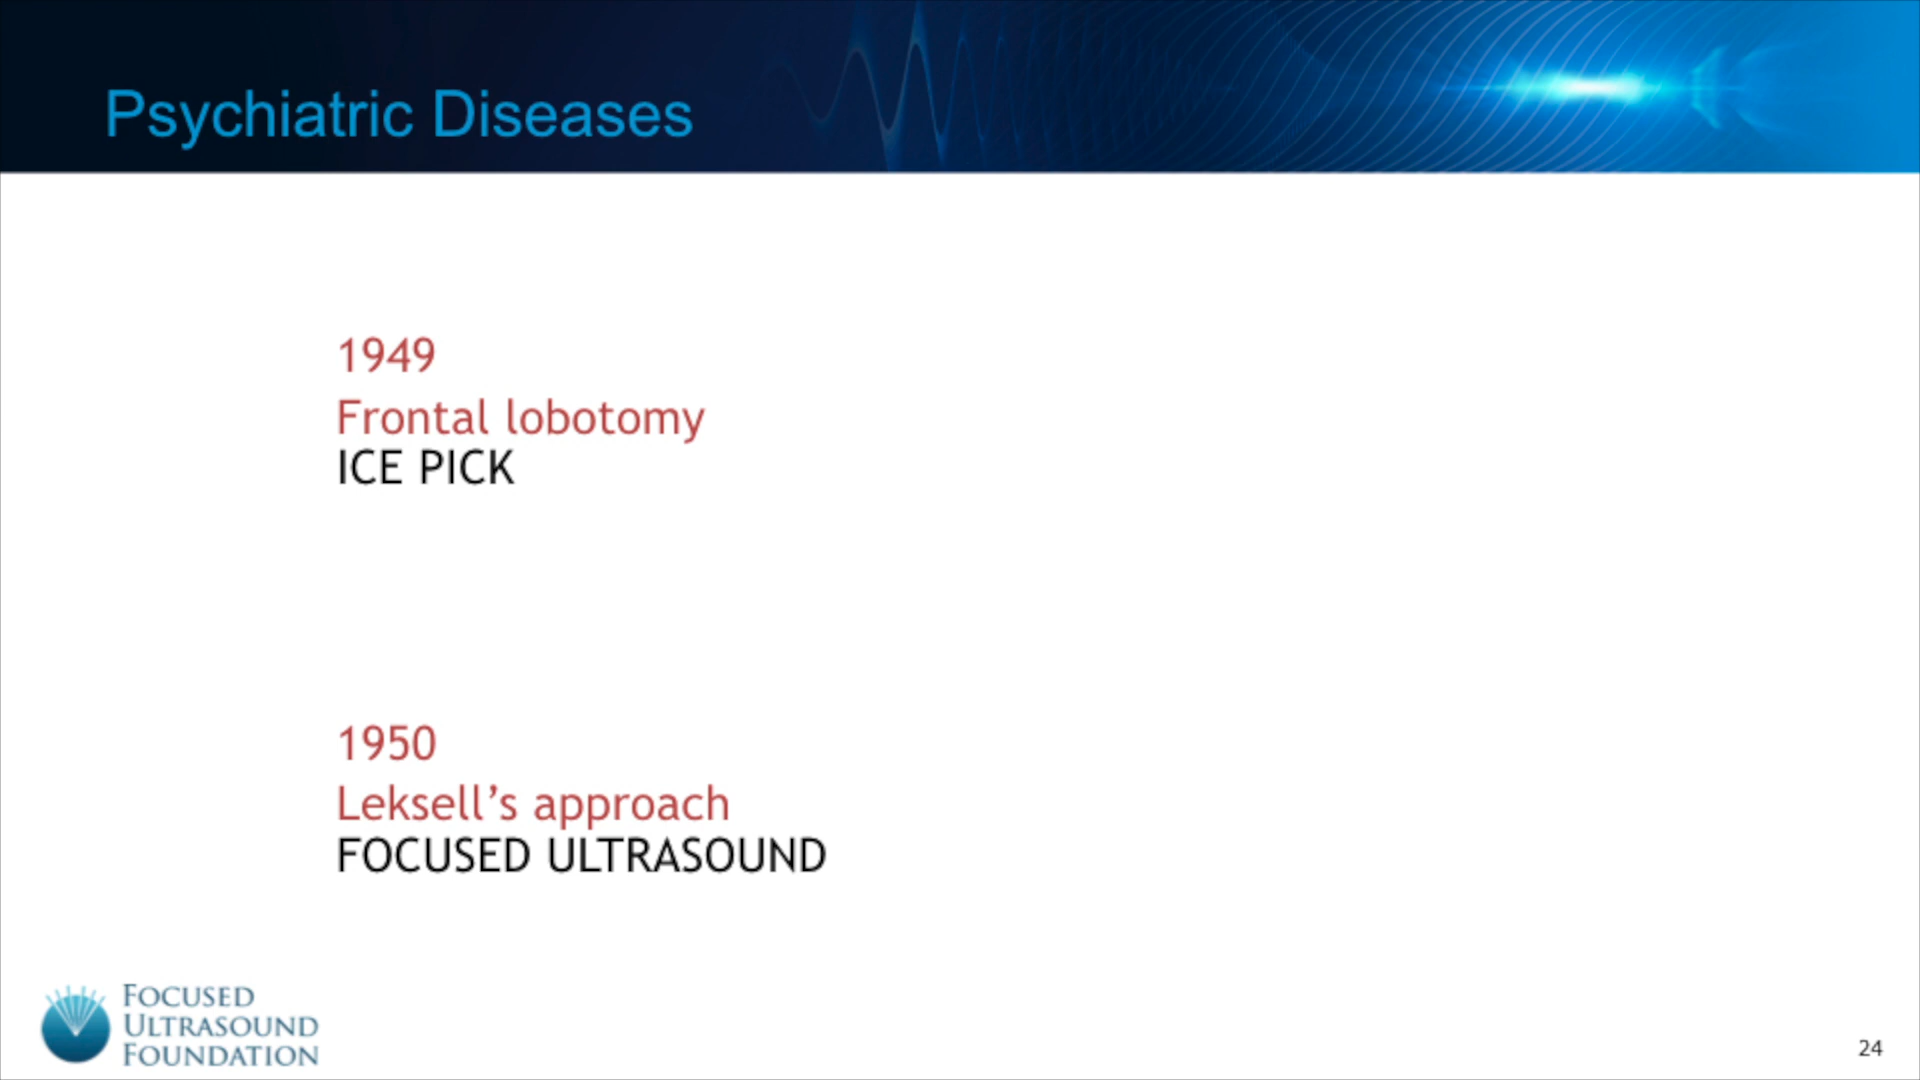 Psychiatric Diseases
1949
Frontal lobotomy
ICE PICK
1950
Leksell’s approach
FOCUSED ULTRASOUND
FOCUSED
ULTRASOUND
FOUNDATION
24